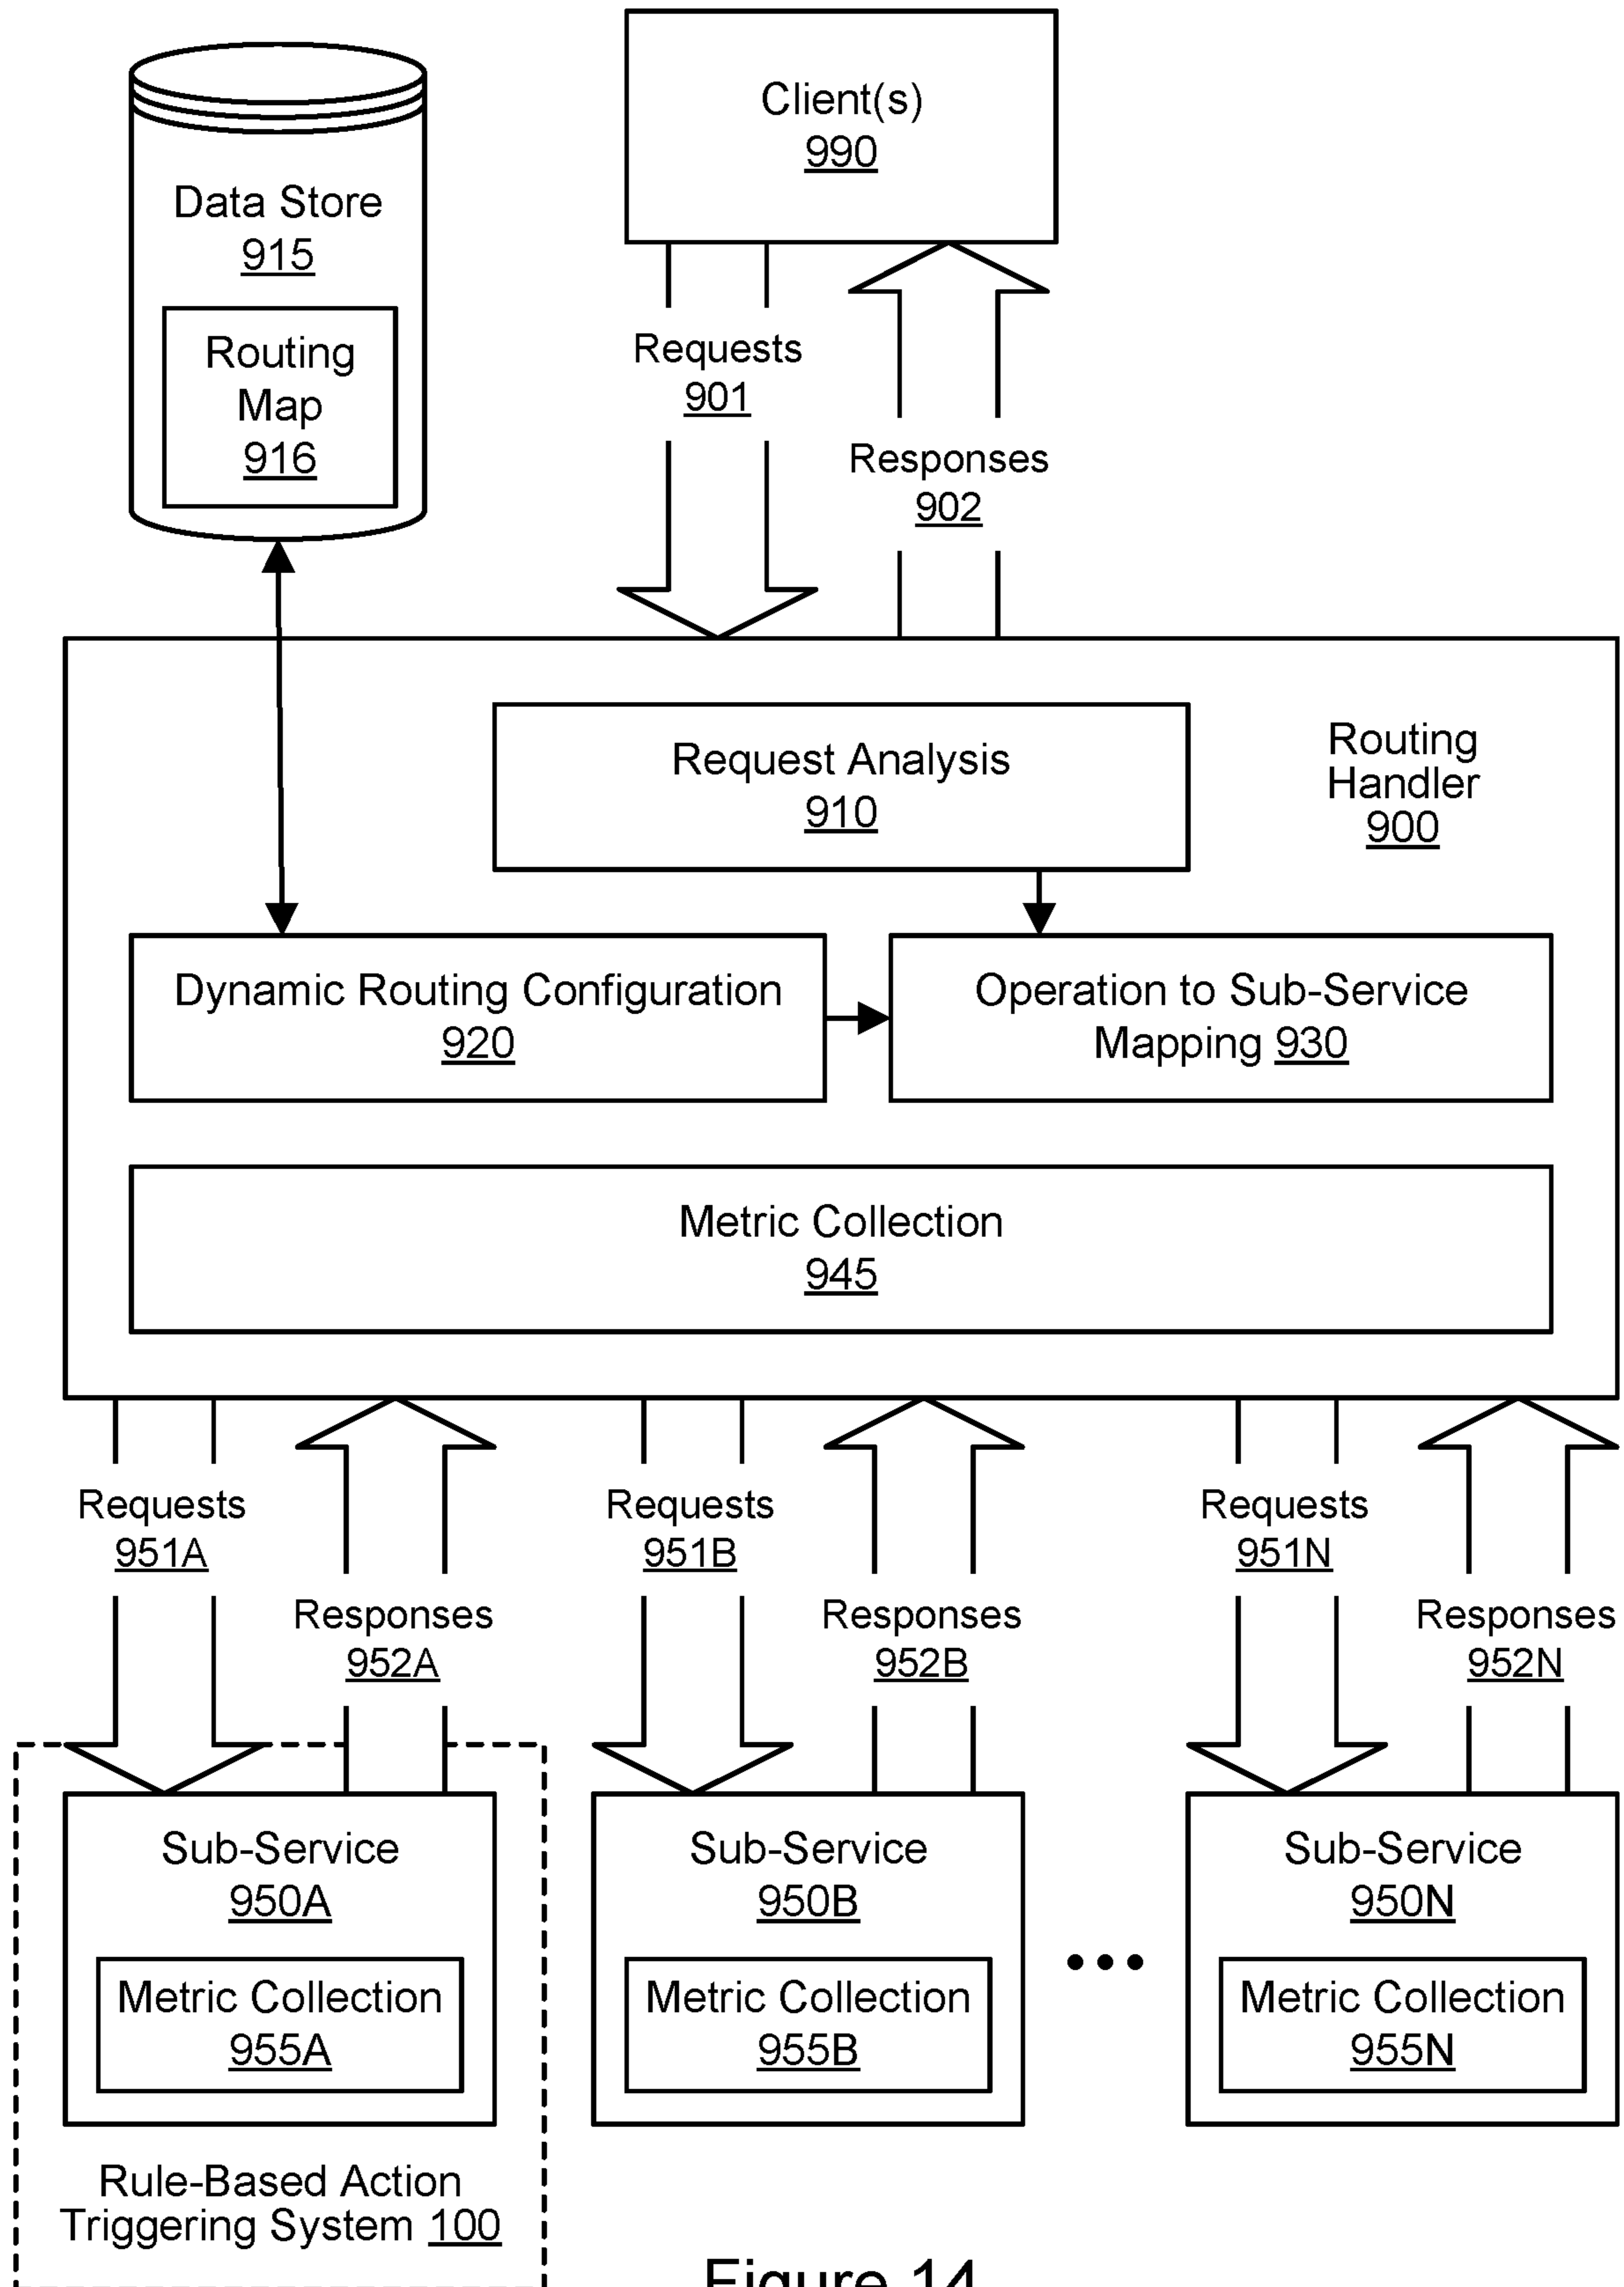 Client(s)
990
Data Store
915
Routing
Map
916
Requests
901
Responses
902
Request Analysis
910
Routing
Handler
900
Dynamic Routing Configuration
920
Operation to Sub-Service
Mapping 930
Metric Collection
945
Requests
951A
Responses
952A
Requests
951B
Responses
952B
Requests
951N
Responses
952N
Sub-Service
950A
Metric Collection
955A
Sub-Service
950B
Metric Collection
955B
Sub-Service
950N
Metric Collection
955N
Rule-Based Action
Triggering System 100
Figure 14